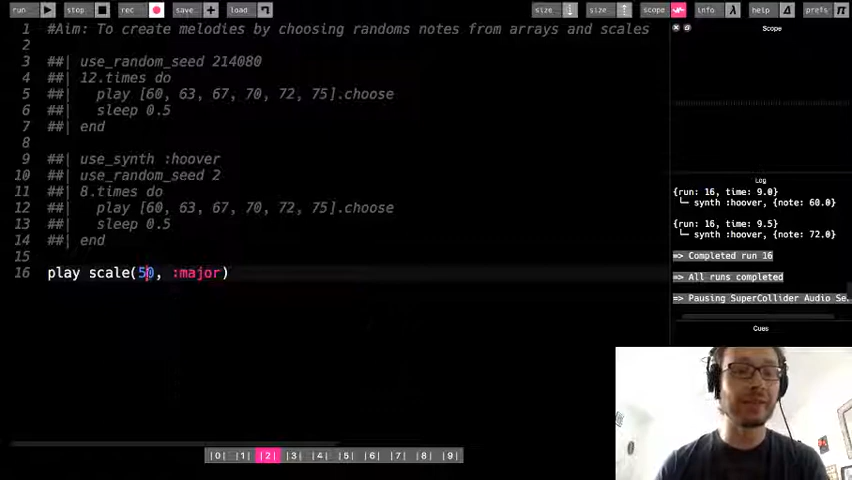 run stop rec save load size size scope info help prefs
1 #Aim: To create melodies by choosing randoms notes from arrays and scales
2
3 ##| use_random_seed 214080
4 ##| 12.times do
5 ##|   play [60, 63, 67, 70, 72, 75].choose
6 ##|   sleep 0.5
7 ##| end
8
9 ##| use_synth :hoover
10 ##| use_random_seed 2
11 ##| 8.times do
12 ##|   play [60, 63, 67, 70, 72, 75].choose
13 ##|   sleep 0.5
14 ##| end
15
16 play scale(50, :major)
|0| |1| |2| |3| |4| |5| |6| |7| |8| |9|
Scope
Log
{run: 16, time: 9.0}
└─ synth :hoover, {note: 60.0}
{run: 16, time: 9.5}
└─ synth :hoover, {note: 72.0}
=> Completed run 16
=> All runs completed
=> Pausing SuperCollider Audio Se
Cues